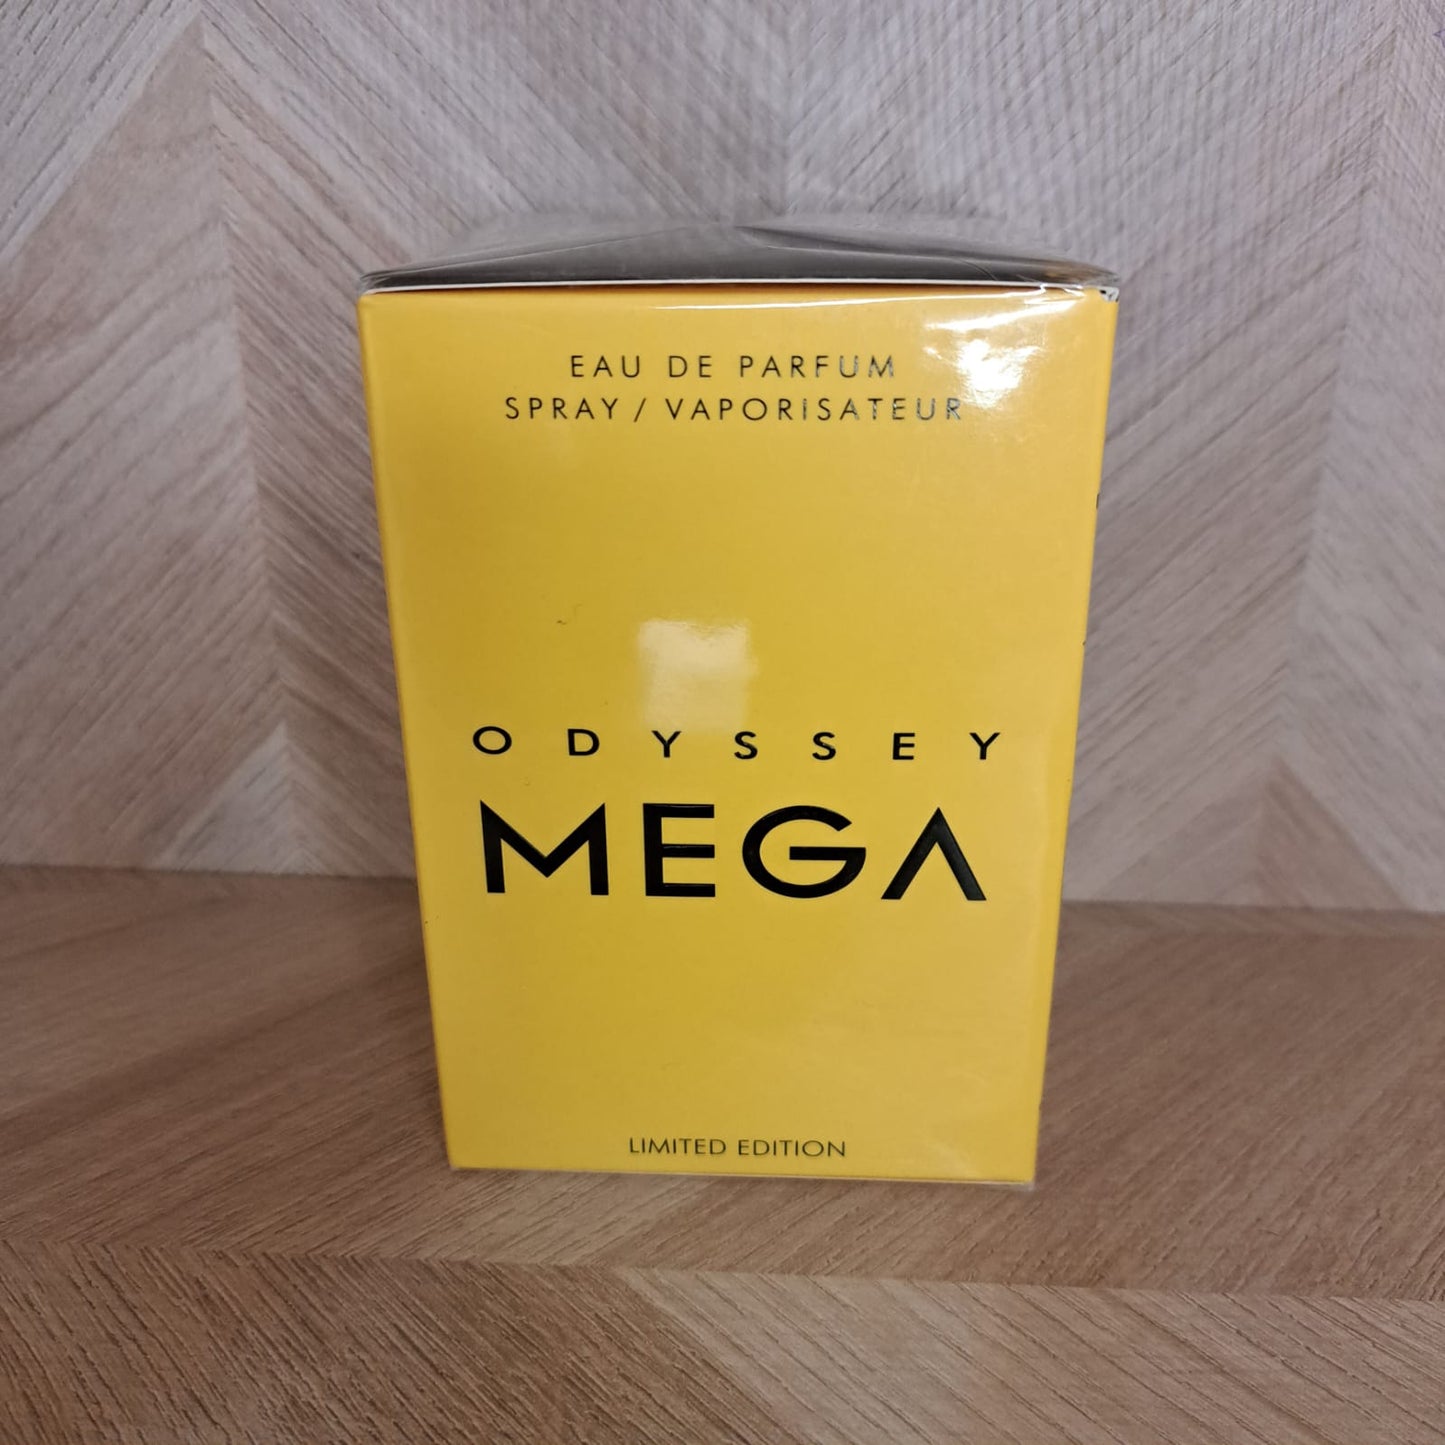 EAU DE PARFUM
SPRAY / VAPORISATEUR
ODYSSEY
MEGA
LIMITED EDITION